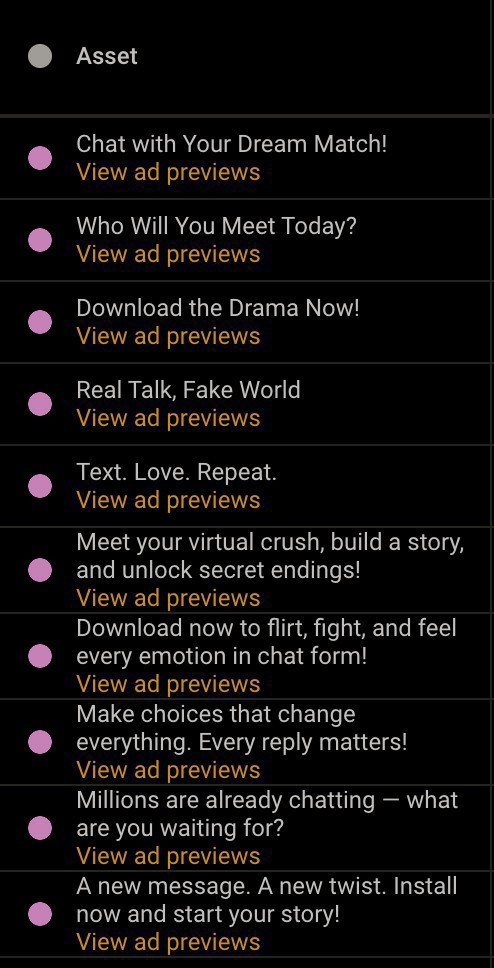 Asset
Chat with Your Dream Match!
View ad previews
Who Will You Meet Today?
View ad previews
Download the Drama Now!
View ad previews
Real Talk, Fake World
View ad previews
Text. Love. Repeat.
View ad previews
Meet your virtual crush, build a story,
and unlock secret endings!
View ad previews
Download now to flirt, fight, and feel
every emotion in chat form!
View ad previews
Make choices that change
everything. Every reply matters!
View ad previews
Millions are already chatting — what
are you waiting for?
View ad previews
A new message. A new twist. Install
now and start your story!
View ad previews